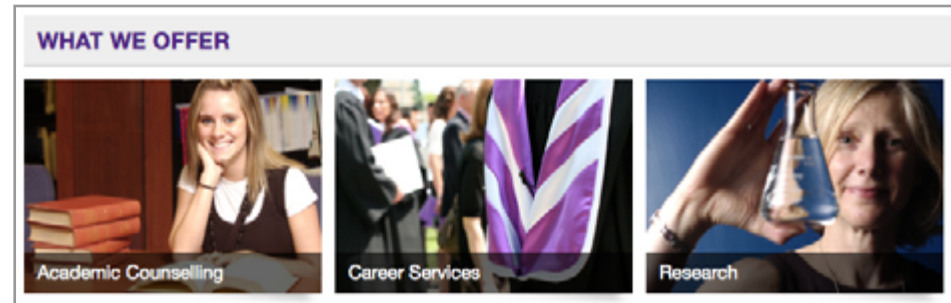 WHAT WE OFFER
Academic Counselling
Career Services
Research